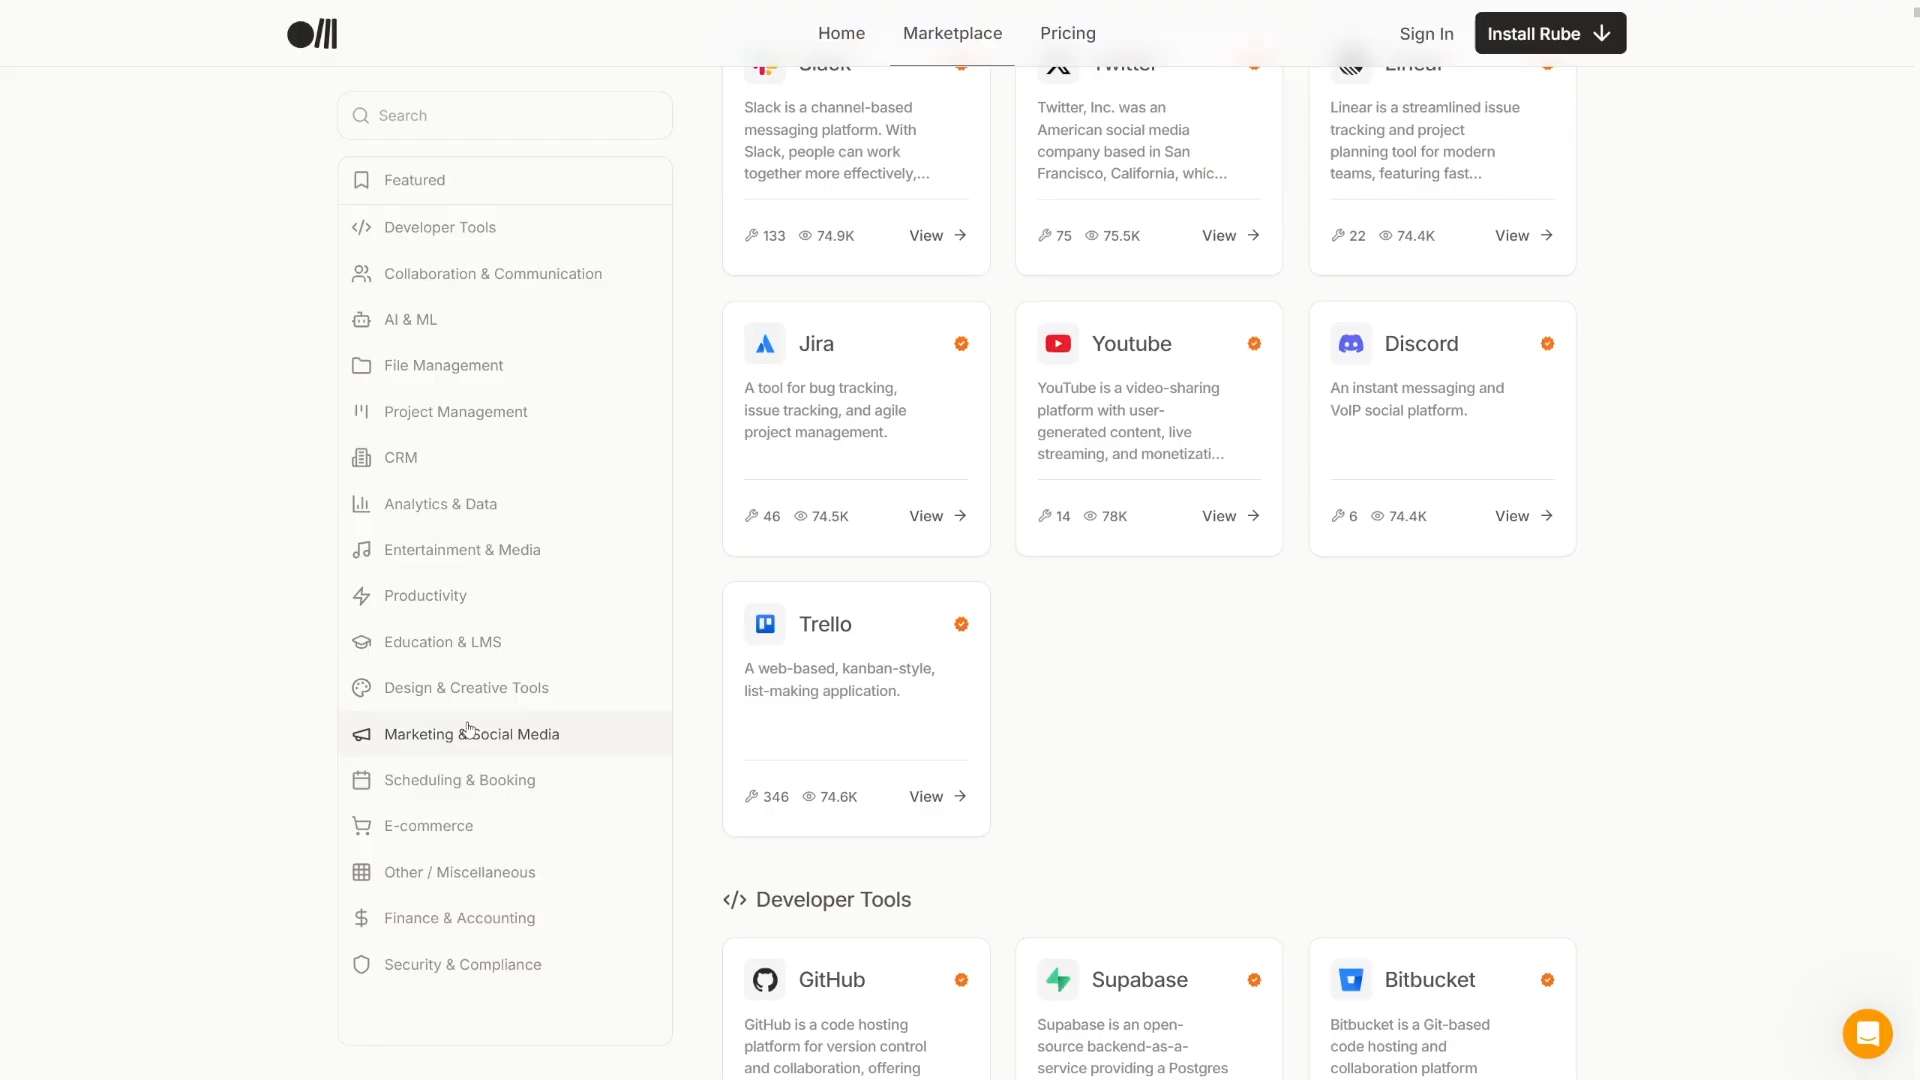 Home
Marketplace
Pricing
Sign In
Install Rube
Search
Featured
Developer Tools
Collaboration & Communication
AI & ML
File Management
Project Management
CRM
Analytics & Data
Entertainment & Media
Productivity
Education & LMS
Design & Creative Tools
Marketing & Social Media
Scheduling & Booking
E-commerce
Other / Miscellaneous
Finance & Accounting
Security & Compliance
Slack
Slack is a channel-based
messaging platform. With
Slack, people can work
together more effectively,...
133
74.9K
View
Twitter
Twitter, Inc. was an
American social media
company based in San
Francisco, California, whic...
75
75.5K
View
Linear
Linear is a streamlined issue
tracking and project
planning tool for modern
teams, featuring fast...
22
74.4K
View
Jira
A tool for bug tracking,
issue tracking, and agile
project management.
46
74.5K
View
Youtube
YouTube is a video-sharing
platform with user-
generated content, live
streaming, and monetizati...
14
78K
View
Discord
An instant messaging and
VoIP social platform.
6
74.4K
View
Trello
A web-based, kanban-style,
list-making application.
346
74.6K
View
Developer Tools
GitHub
GitHub is a code hosting
platform for version control
and collaboration, offering
Supabase
Supabase is an open-
source backend-as-a-
service providing a Postgres
Bitbucket
Bitbucket is a Git-based
code hosting and
collaboration platform